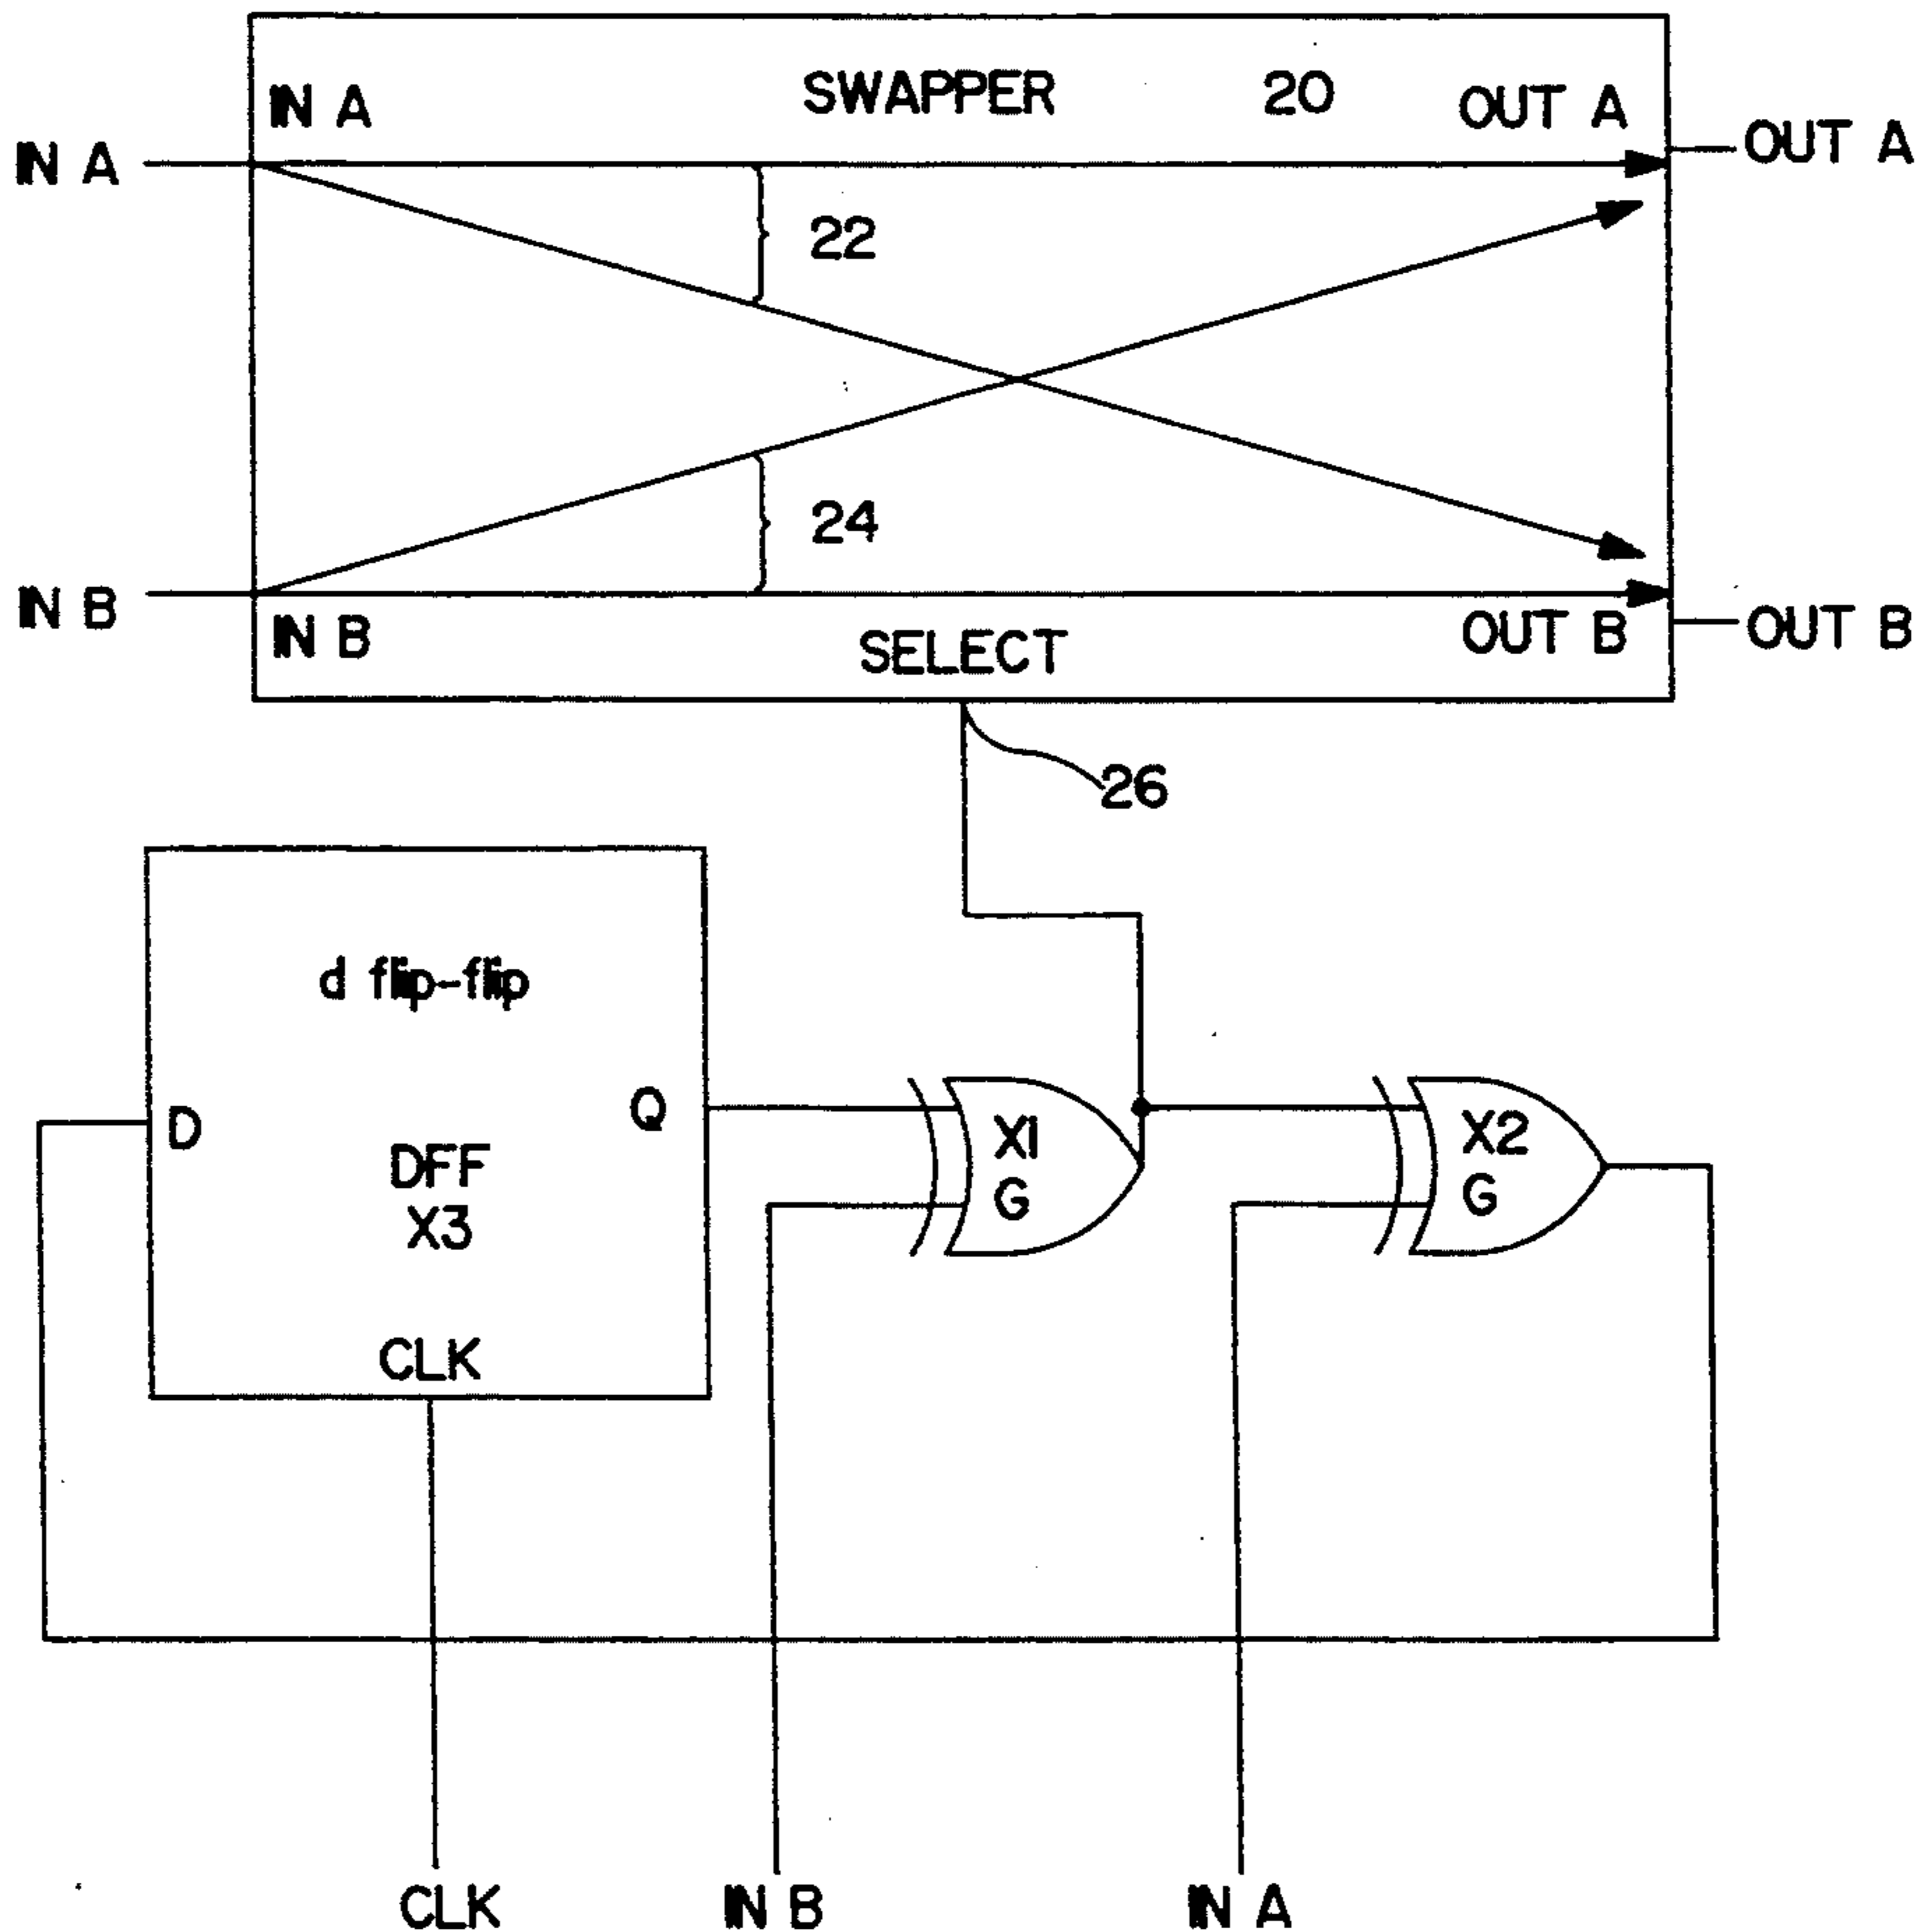 SWAPPER 20
IN A
OUT A
IN A
OUT A
22
24
IN B
IN B
OUT B
OUT B
SELECT
26
d flip-flip
D
Q
DFF
X3
CLK
X1
G
X2
G
CLK
IN B
IN A